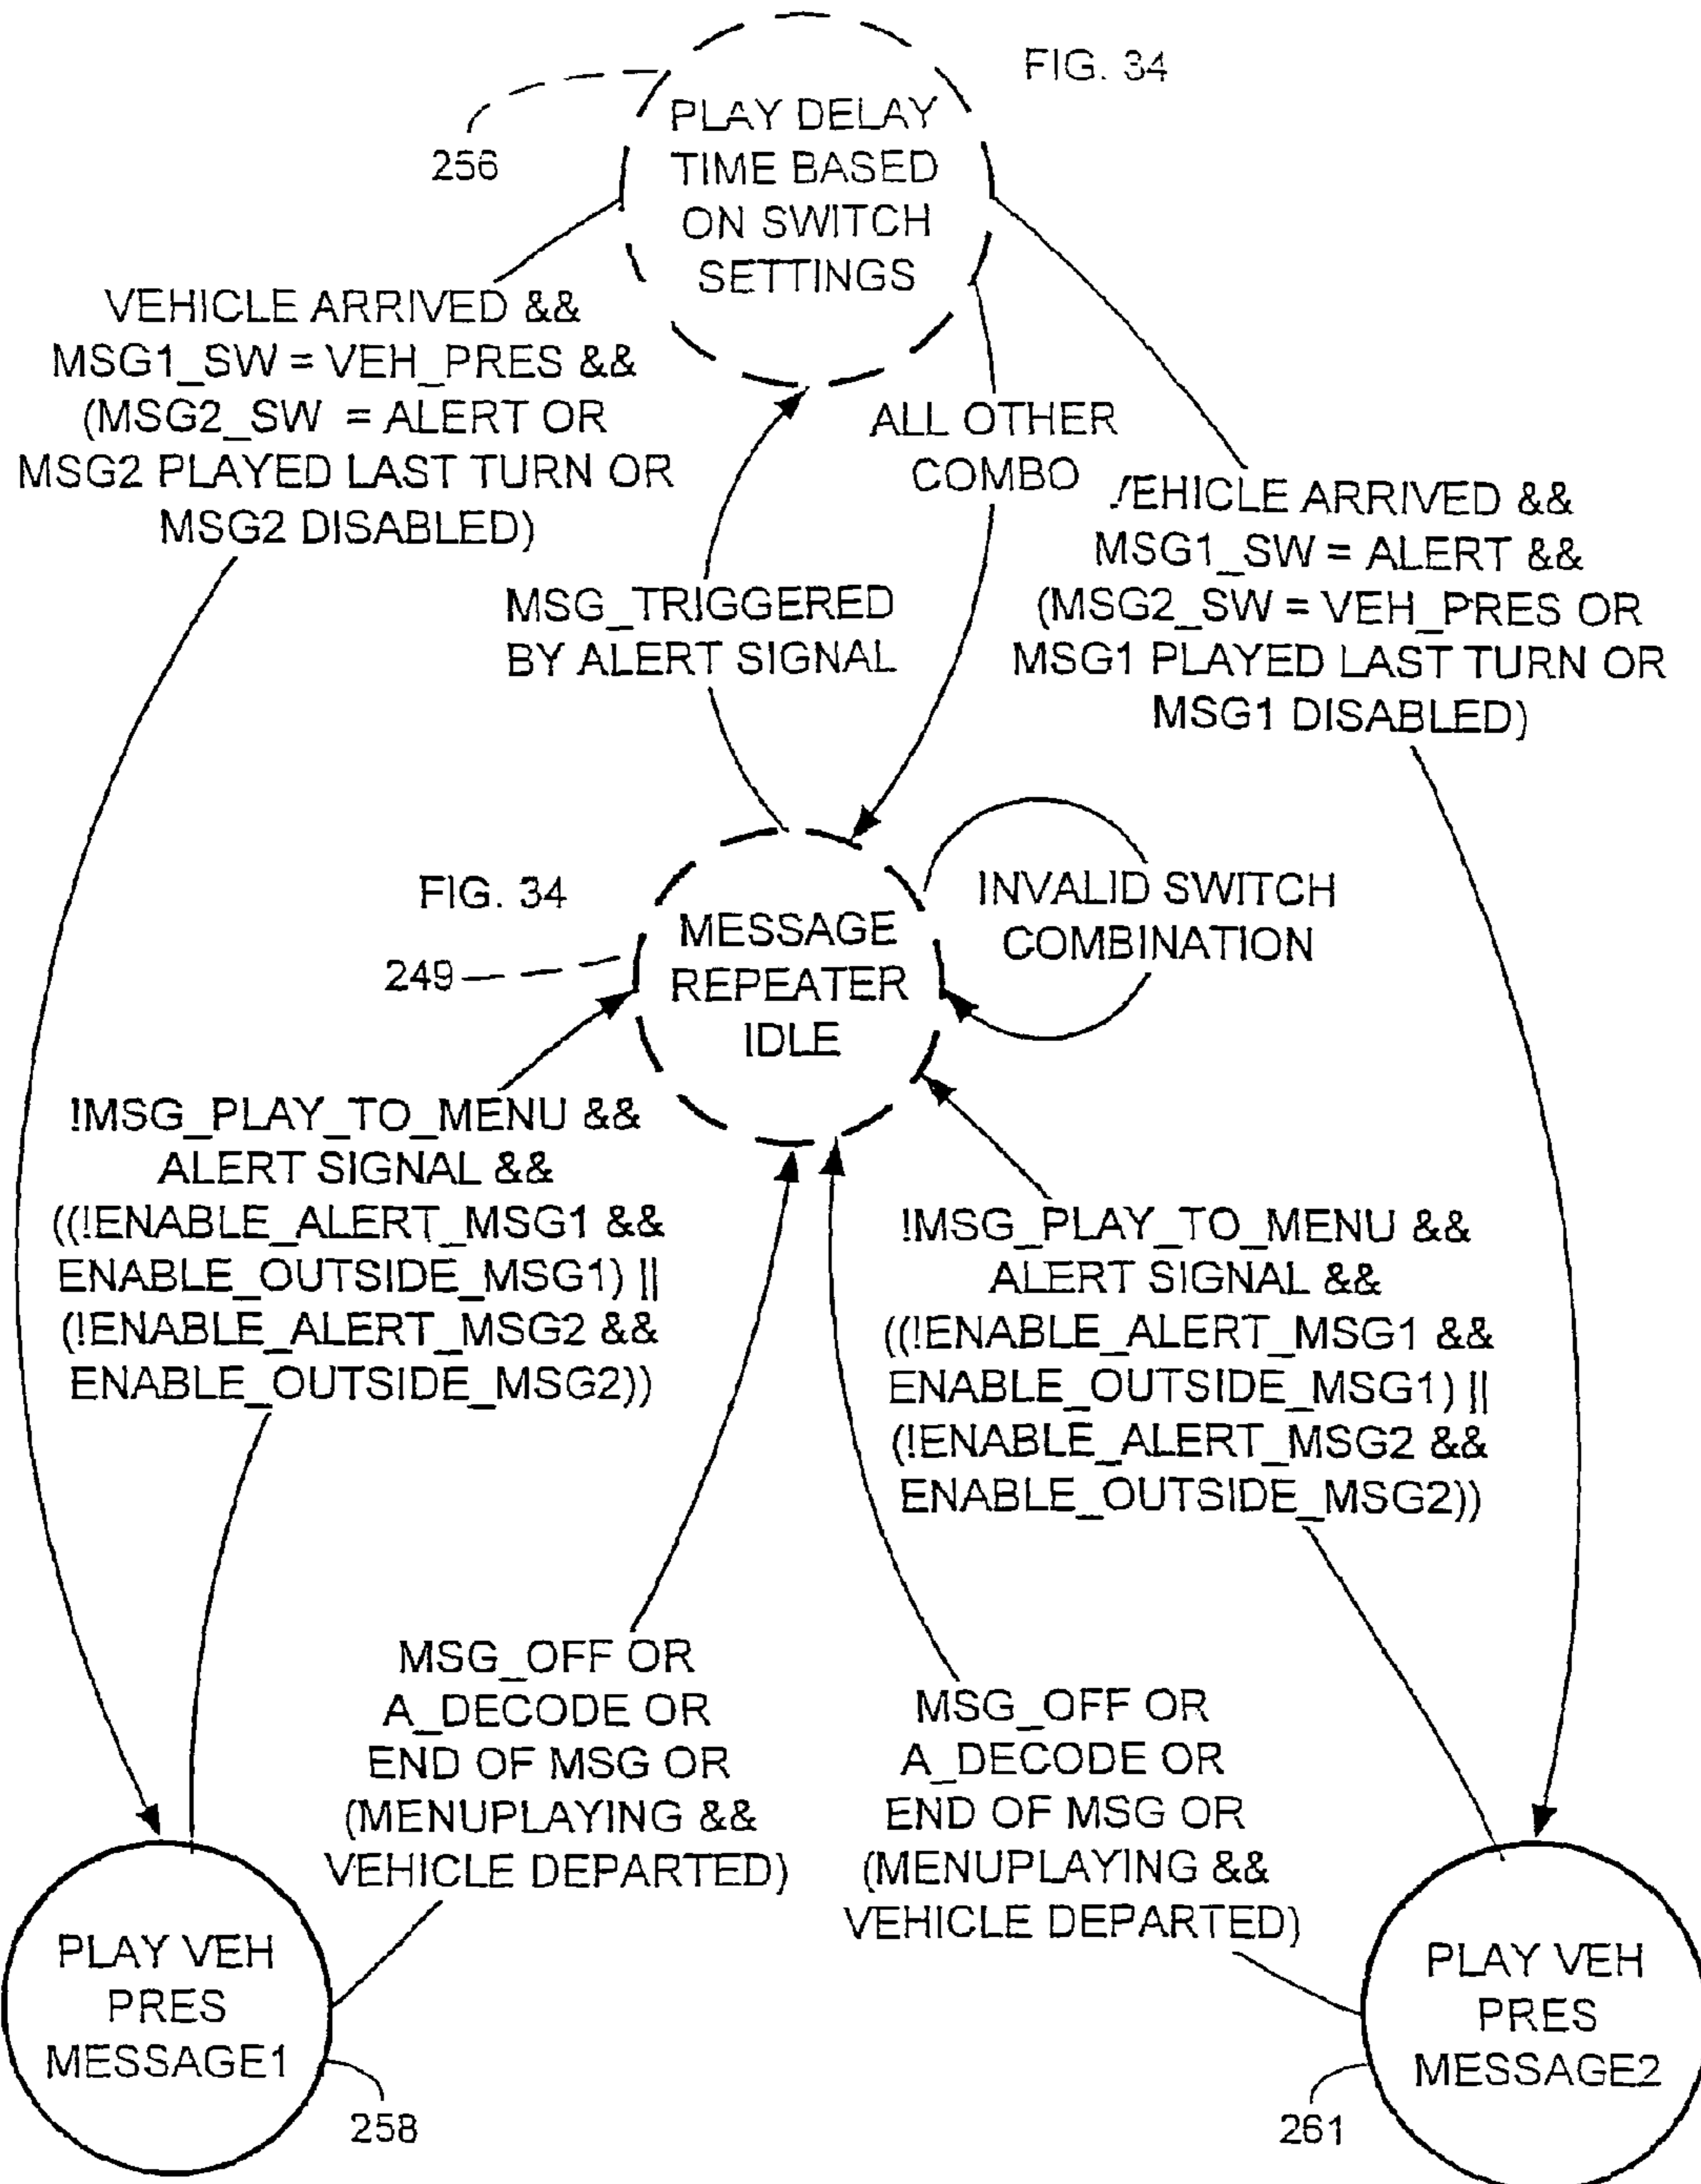 FIG. 34
256
PLAY DELAY
TIME BASED
ON SWITCH
SETTINGS
VEHICLE ARRIVED &&
MSG1_SW = VEH_PRES &&
(MSG2_SW = ALERT OR
MSG2 PLAYED LAST TURN OR
MSG2 DISABLED)
ALL OTHER
COMBO
VEHICLE ARRIVED &&
MSG1_SW = ALERT &&
(MSG2_SW = VEH_PRES OR
MSG1 PLAYED LAST TURN OR
MSG1 DISABLED)
MSG_TRIGGERED
BY ALERT SIGNAL
FIG. 34
249
MESSAGE
REPEATER
IDLE
INVALID SWITCH
COMBINATION
!MSG_PLAY_TO_MENU &&
ALERT SIGNAL &&
((!ENABLE_ALERT_MSG1 &&
ENABLE_OUTSIDE_MSG1) ||
(!ENABLE_ALERT_MSG2 &&
ENABLE_OUTSIDE_MSG2))
!MSG_PLAY_TO_MENU &&
ALERT SIGNAL &&
((!ENABLE_ALERT_MSG1 &&
ENABLE_OUTSIDE_MSG1) ||
(!ENABLE_ALERT_MSG2 &&
ENABLE_OUTSIDE_MSG2))
MSG_OFF OR
A_DECODE OR
END OF MSG OR
(MENUPLAYING &&
VEHICLE DEPARTED)
MSG_OFF OR
A_DECODE OR
END OF MSG OR
(MENUPLAYING &&
VEHICLE DEPARTED)
PLAY VEH
PRES
MESSAGE1
258
PLAY VEH
PRES
MESSAGE2
261